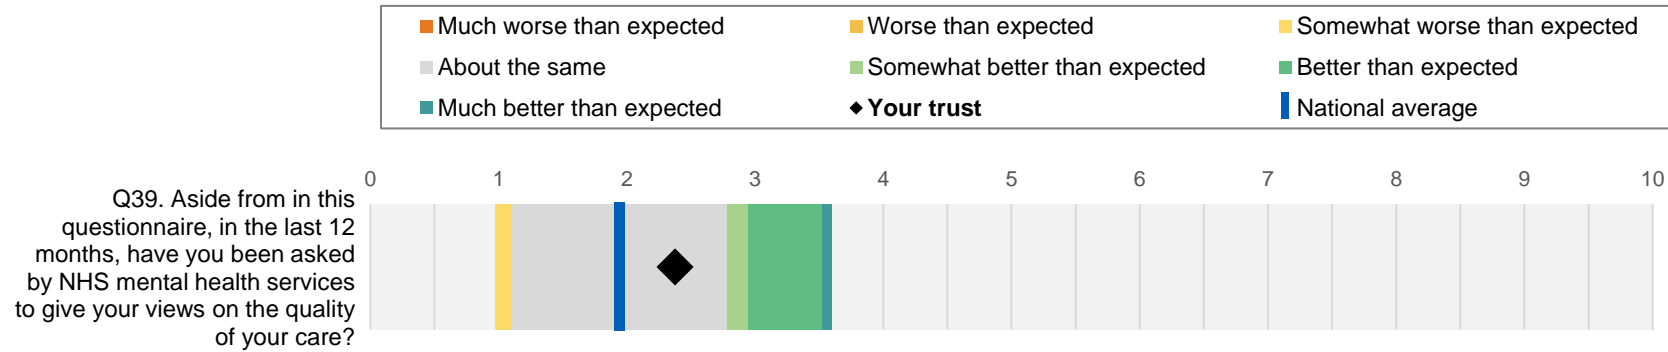 Much worse than expected
Worse than expected
Somewhat worse than expected
About the same
Somewhat better than expected
Better than expected
Much better than expected
Your trust
National average
0 1 2 3 4 5 6 7 8 9 10
Q39. Aside from in this
questionnaire, in the last 12
months, have you been asked
by NHS mental health services
to give your views on the quality
of your care?